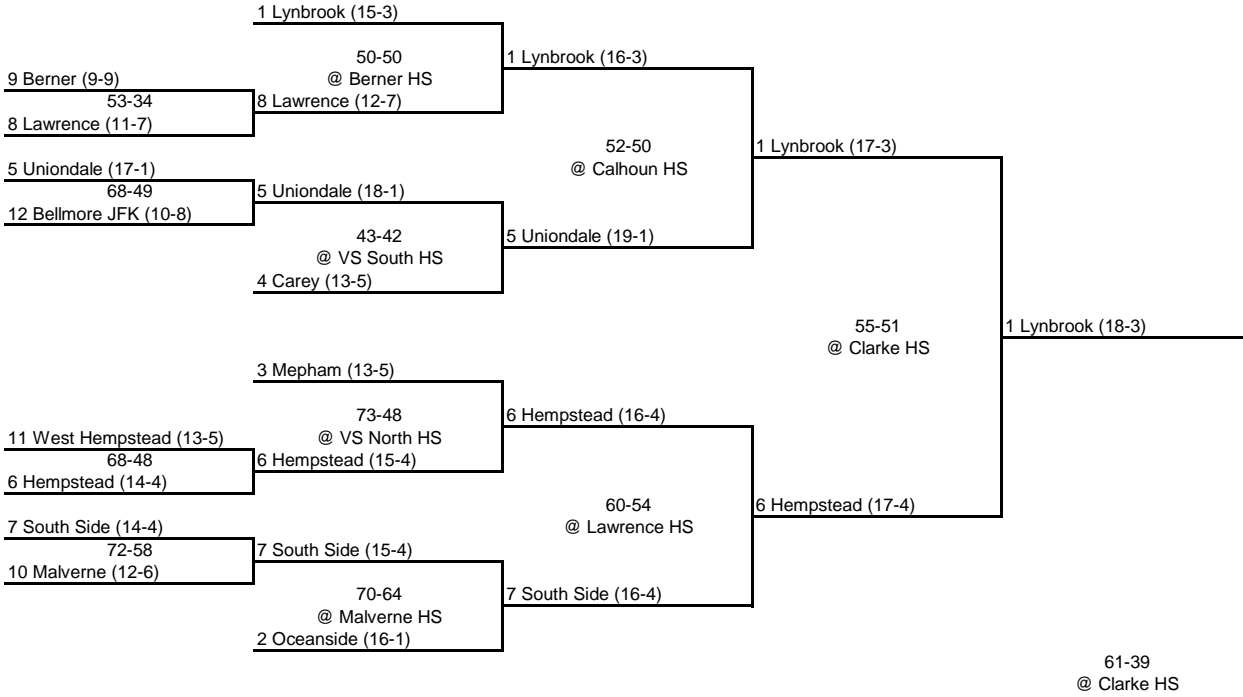 1 Lynbrook (15-3)
50-50
@ Berner HS
1 Lynbrook (16-3)
9 Berner (9-9)
53-34
8 Lawrence (12-7)
8 Lawrence (11-7)
52-50
@ Calhoun HS
1 Lynbrook (17-3)
5 Uniondale (17-1)
68-49
5 Uniondale (18-1)
12 Bellmore JFK (10-8)
43-42
@ VS South HS
5 Uniondale (19-1)
4 Carey (13-5)
55-51
@ Clarke HS
1 Lynbrook (18-3)
3 Mepham (13-5)
73-48
@ VS North HS
6 Hempstead (16-4)
11 West Hempstead (13-5)
68-48
6 Hempstead (15-4)
6 Hempstead (14-4)
60-54
@ Lawrence HS
6 Hempstead (17-4)
7 South Side (14-4)
72-58
7 South Side (15-4)
10 Malverne (12-6)
70-64
@ Malverne HS
7 South Side (16-4)
2 Oceanside (16-1)
61-39
@ Clarke HS